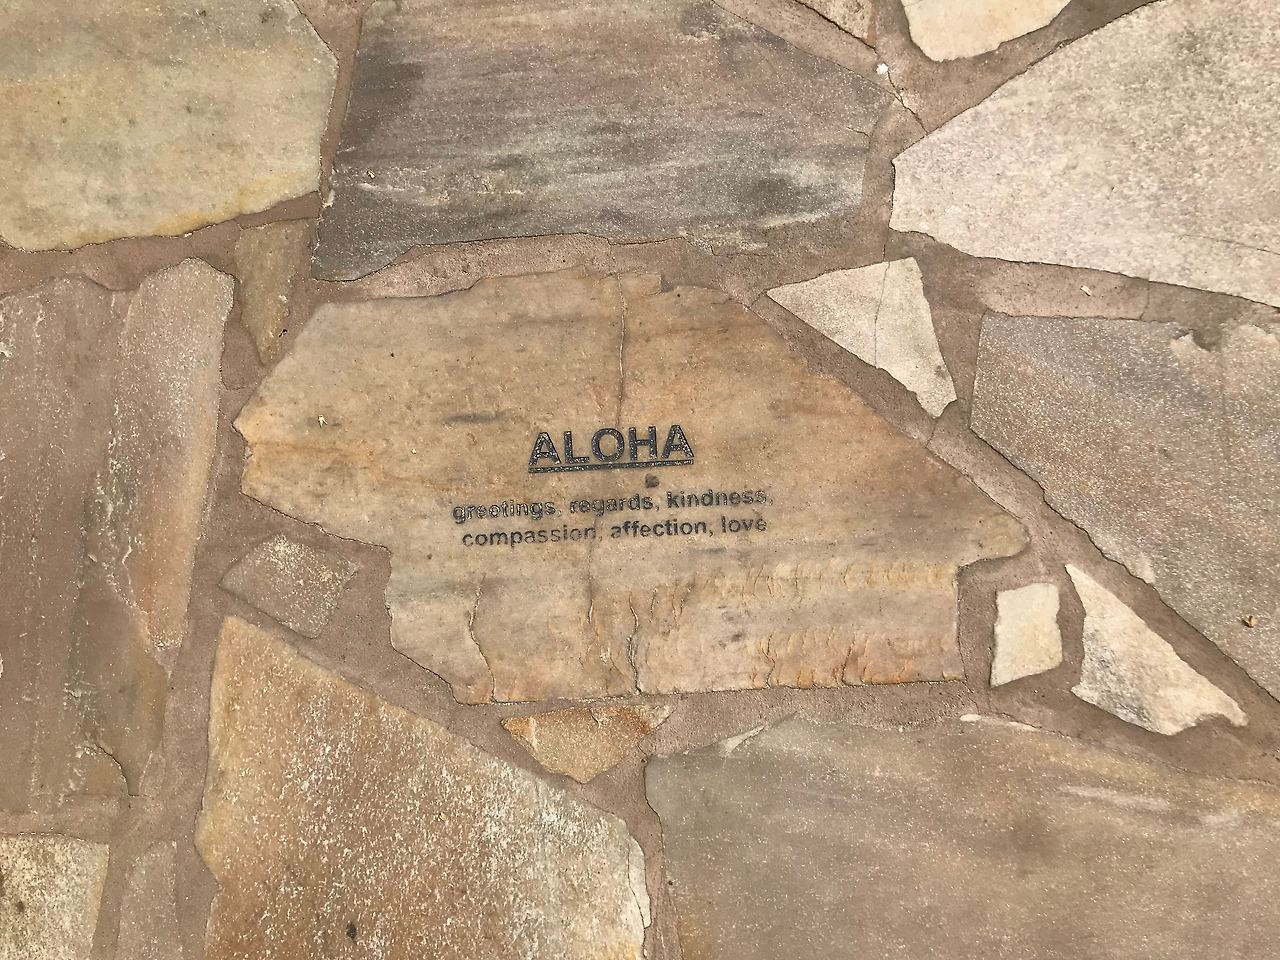 ALOHA
greetings, regards, kindness,
compassion, affection, love